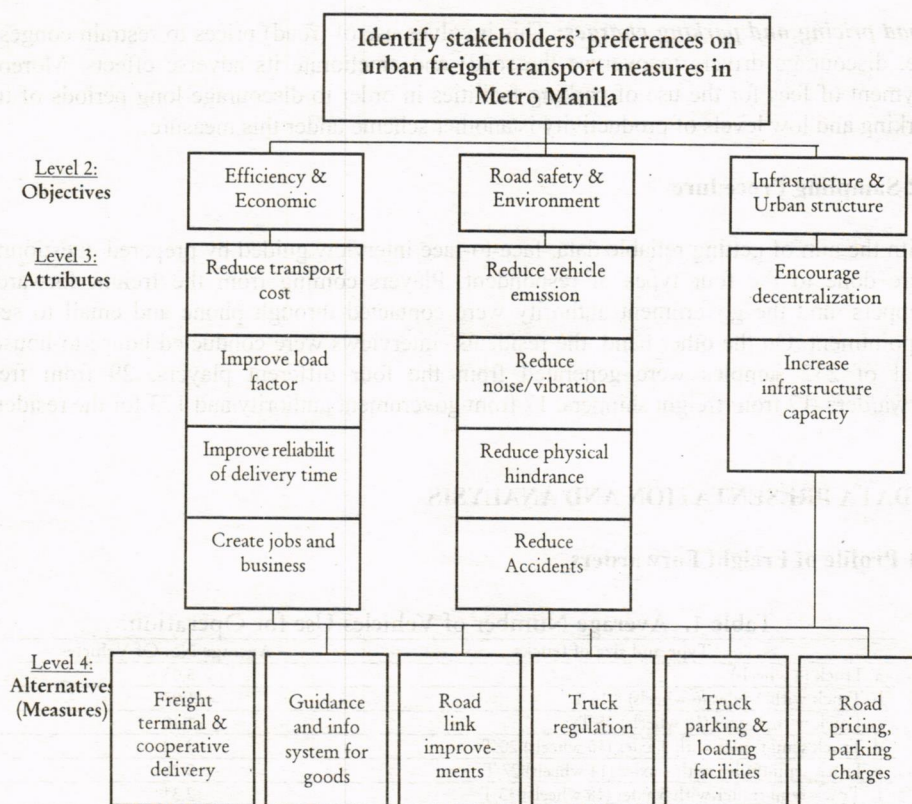 Identify stakeholders' preferences on
urban freight transport measures in
Metro Manila
Level 2:
Objectives
Efficiency &
Economic
Road safety &
Environment
Infrastructure &
Urban structure
Level 3:
Attributes
Reduce transport
cost
Improve load
factor
Improve reliabilit
of delivery time
Create jobs and
business
Reduce vehicle
emission
Reduce
noise/vibration
Reduce physical
hindrance
Reduce
Accidents
Encourage
decentralization
Increase
infrastructure
capacity
Level 4:
Alternatives
(Measures)
Freight
terminal &
cooperative
delivery
Guidance
and info
system for
goods
Road
link
improve-
ments
Truck
regulation
Truck
parking &
loading
facilities
Road
pricing,
parking
charges